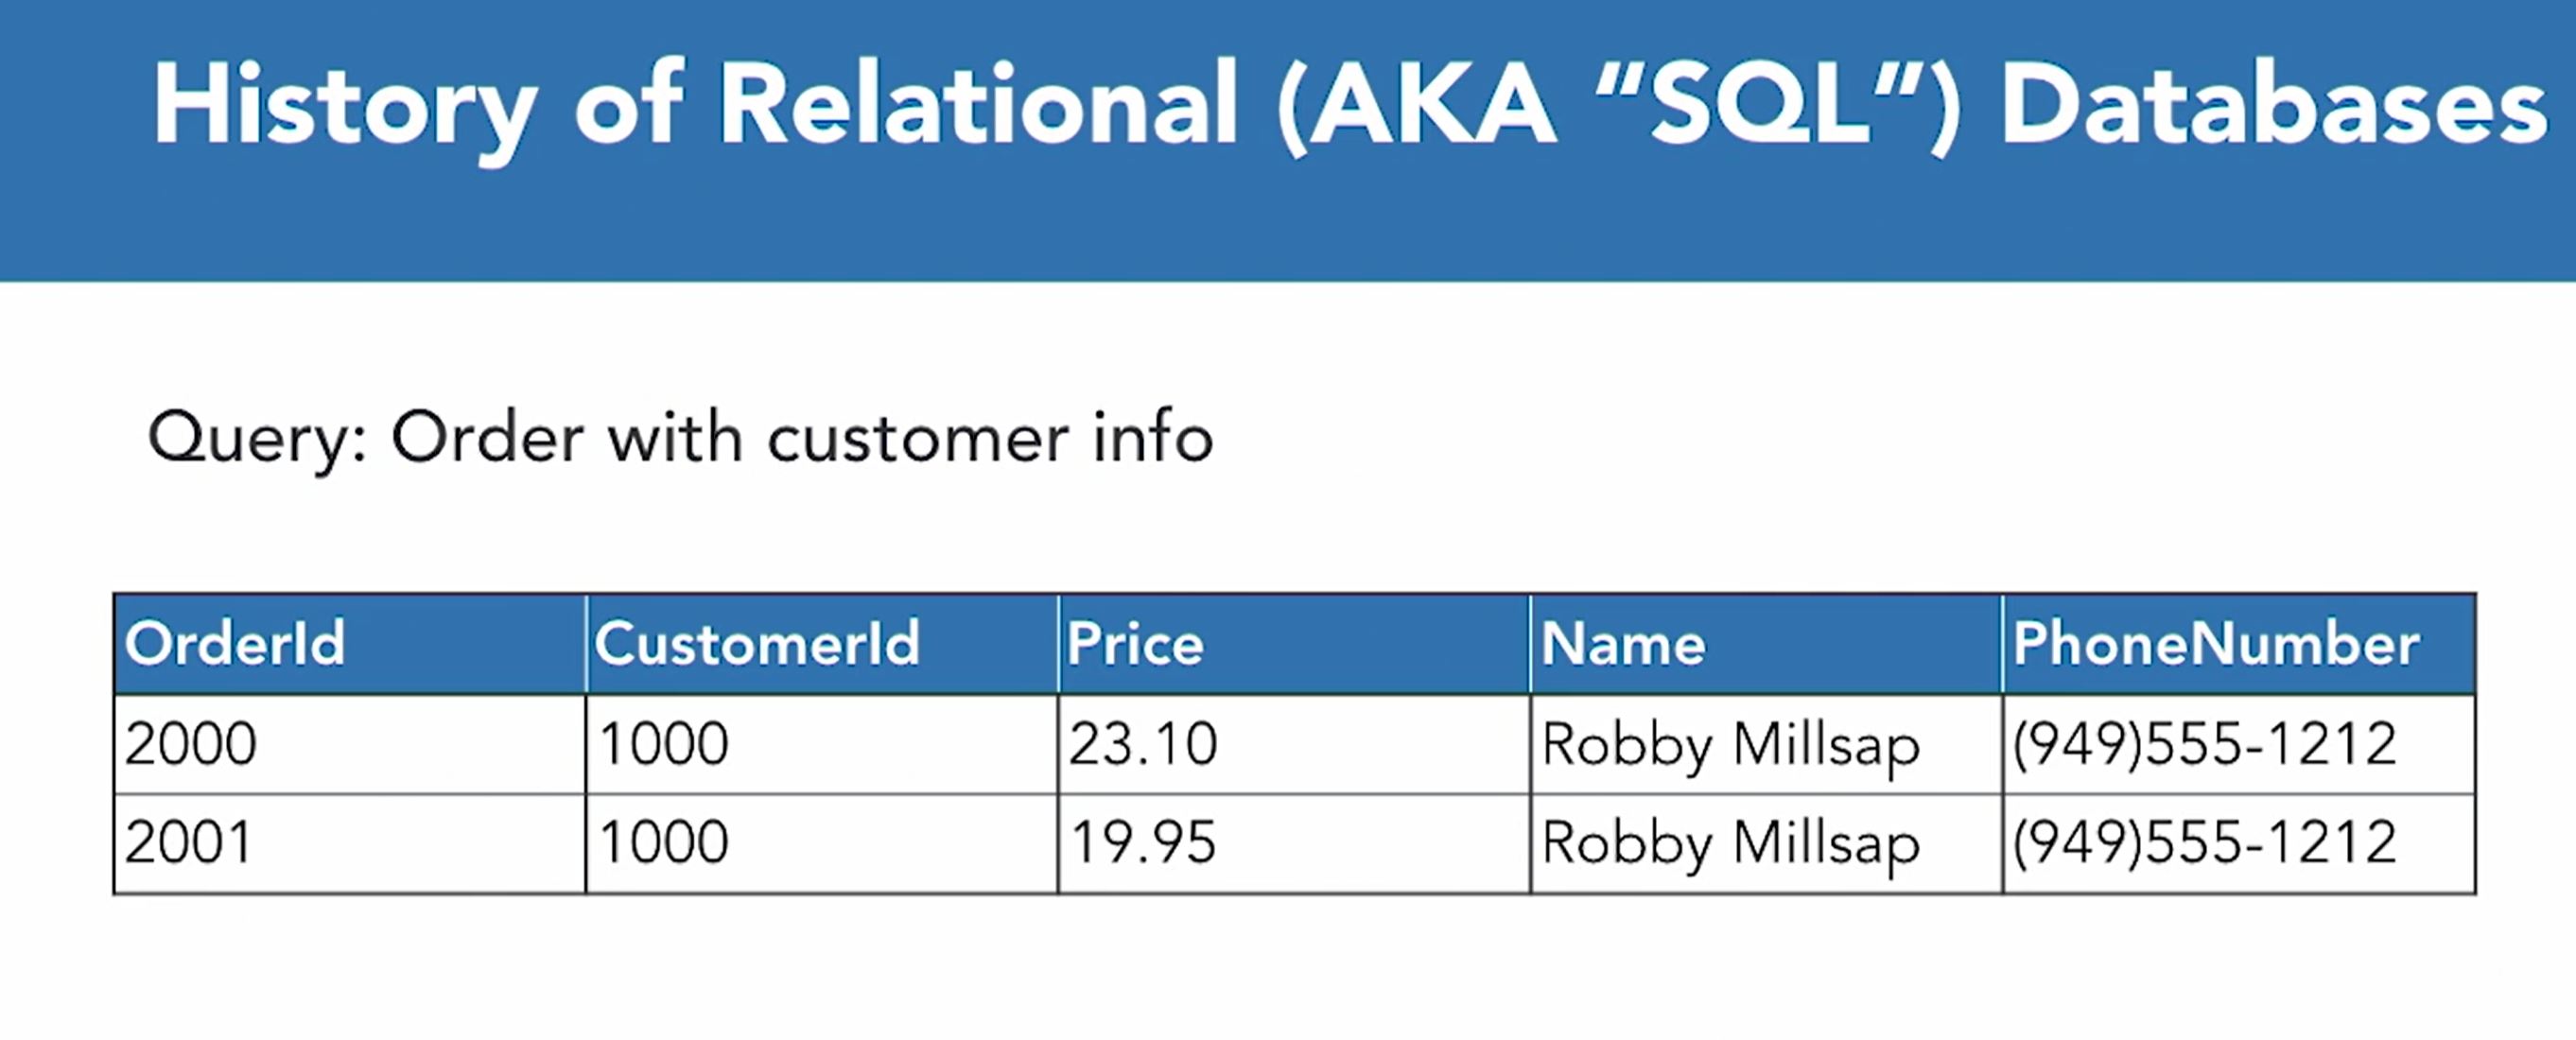 History of Relational (AKA "SQL") Databases
Query: Order with customer info
OrderId CustomerId Price Name PhoneNumber
2000 1000 23.10 Robby Millsap (949)555-1212
2001 1000 19.95 Robby Millsap (949)555-1212